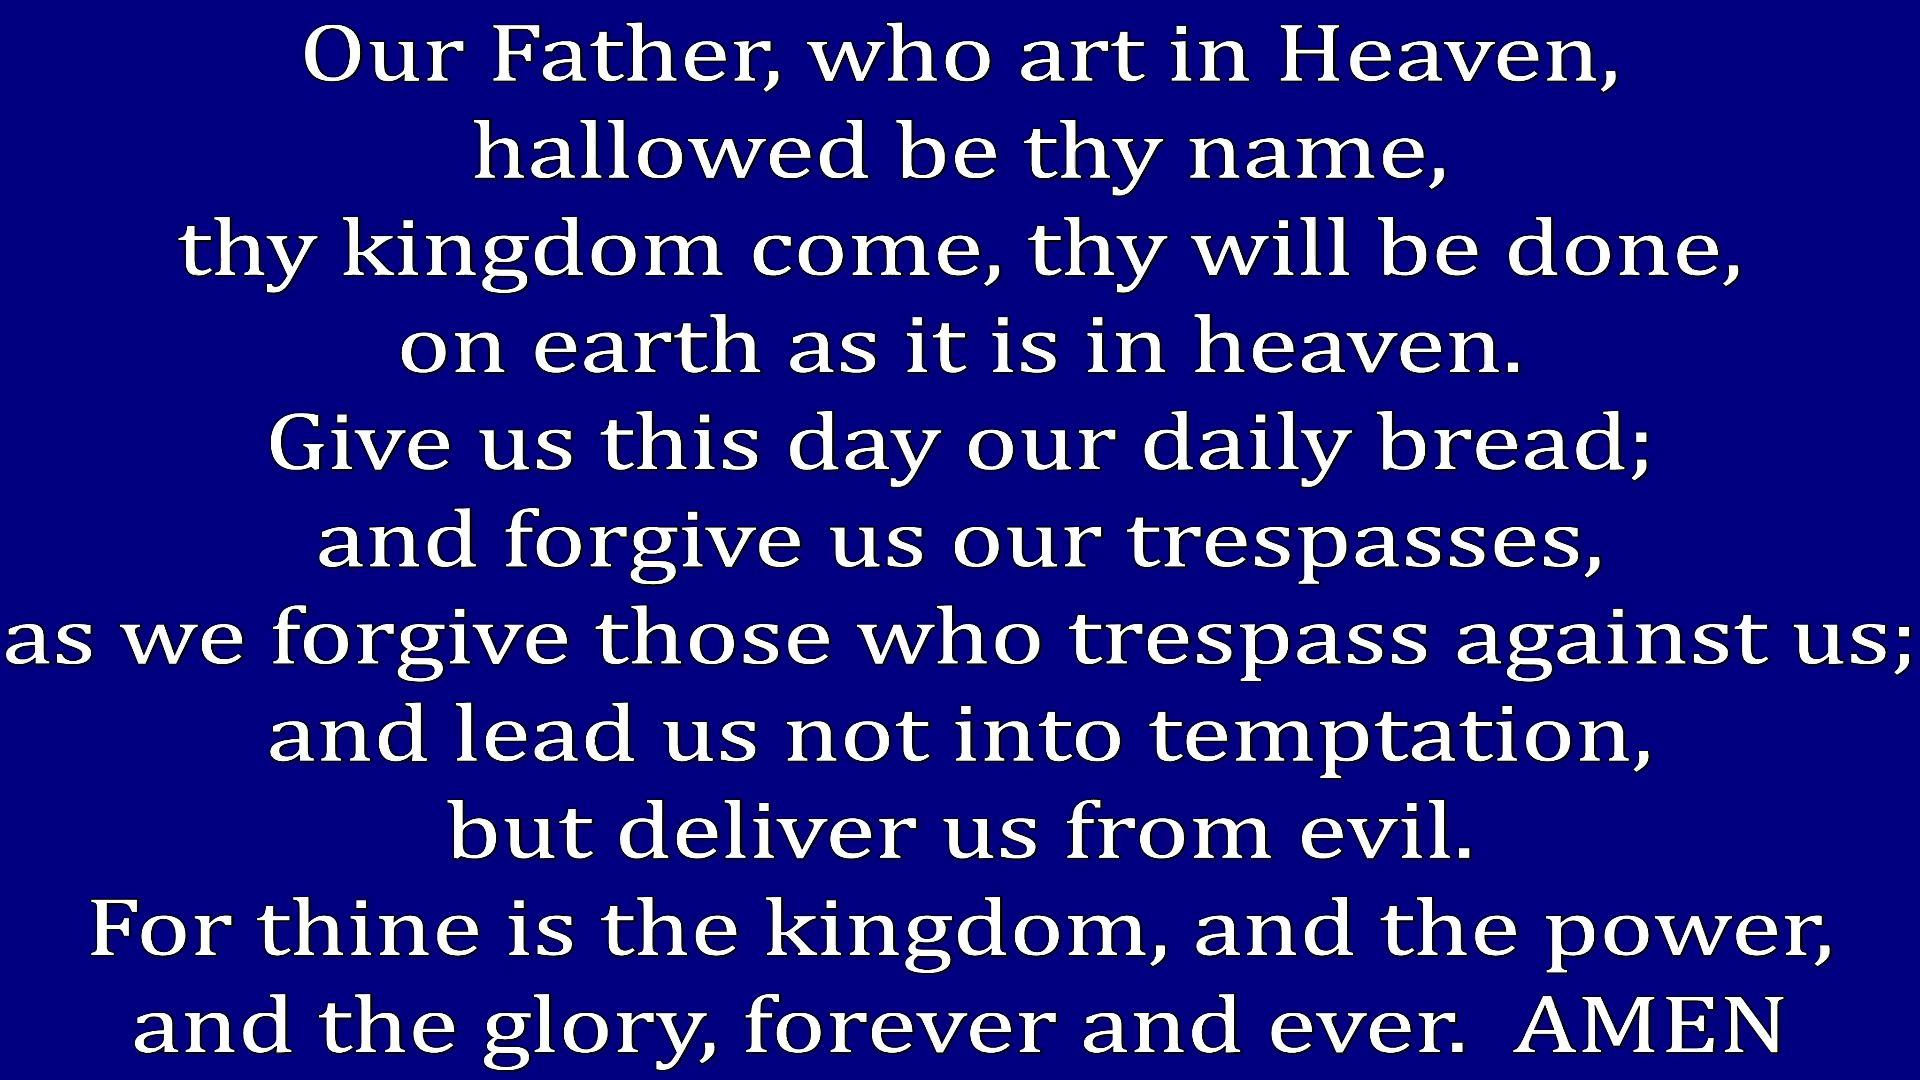 Our Father, who art in Heaven,
hallowed be thy name,
thy kingdom come, thy will be done,
on earth as it is in heaven.
Give us this day our daily bread;
and forgive us our trespasses,
as we forgive those who trespass against us;
and lead us not into temptation,
but deliver us from evil.
For thine is the kingdom, and the power,
and the glory, forever and ever.  AMEN